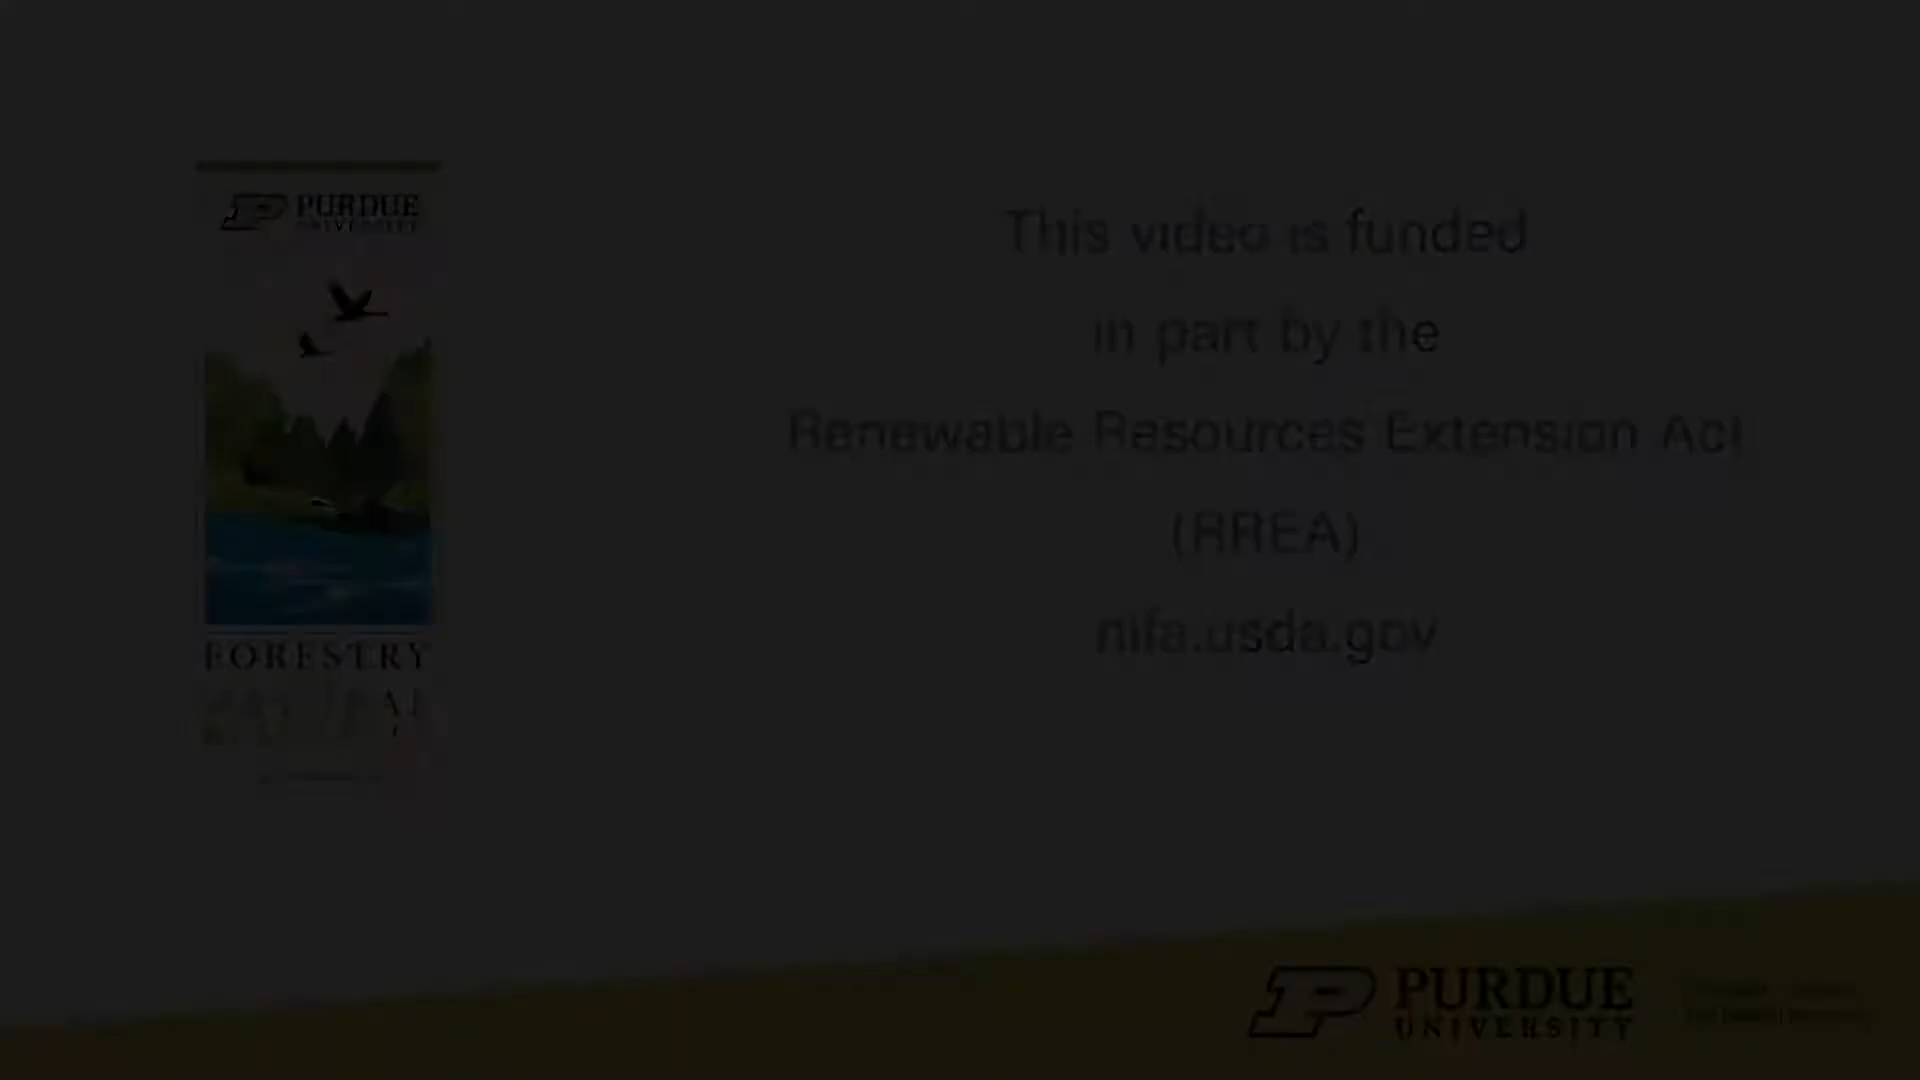 PURDUE
UNIVERSITY
FORESTRY
This video is funded
in part by the
Renewable Resources Extension Act
(RREA)
nifa.usda.gov
PURDUE
UNIVERSITY